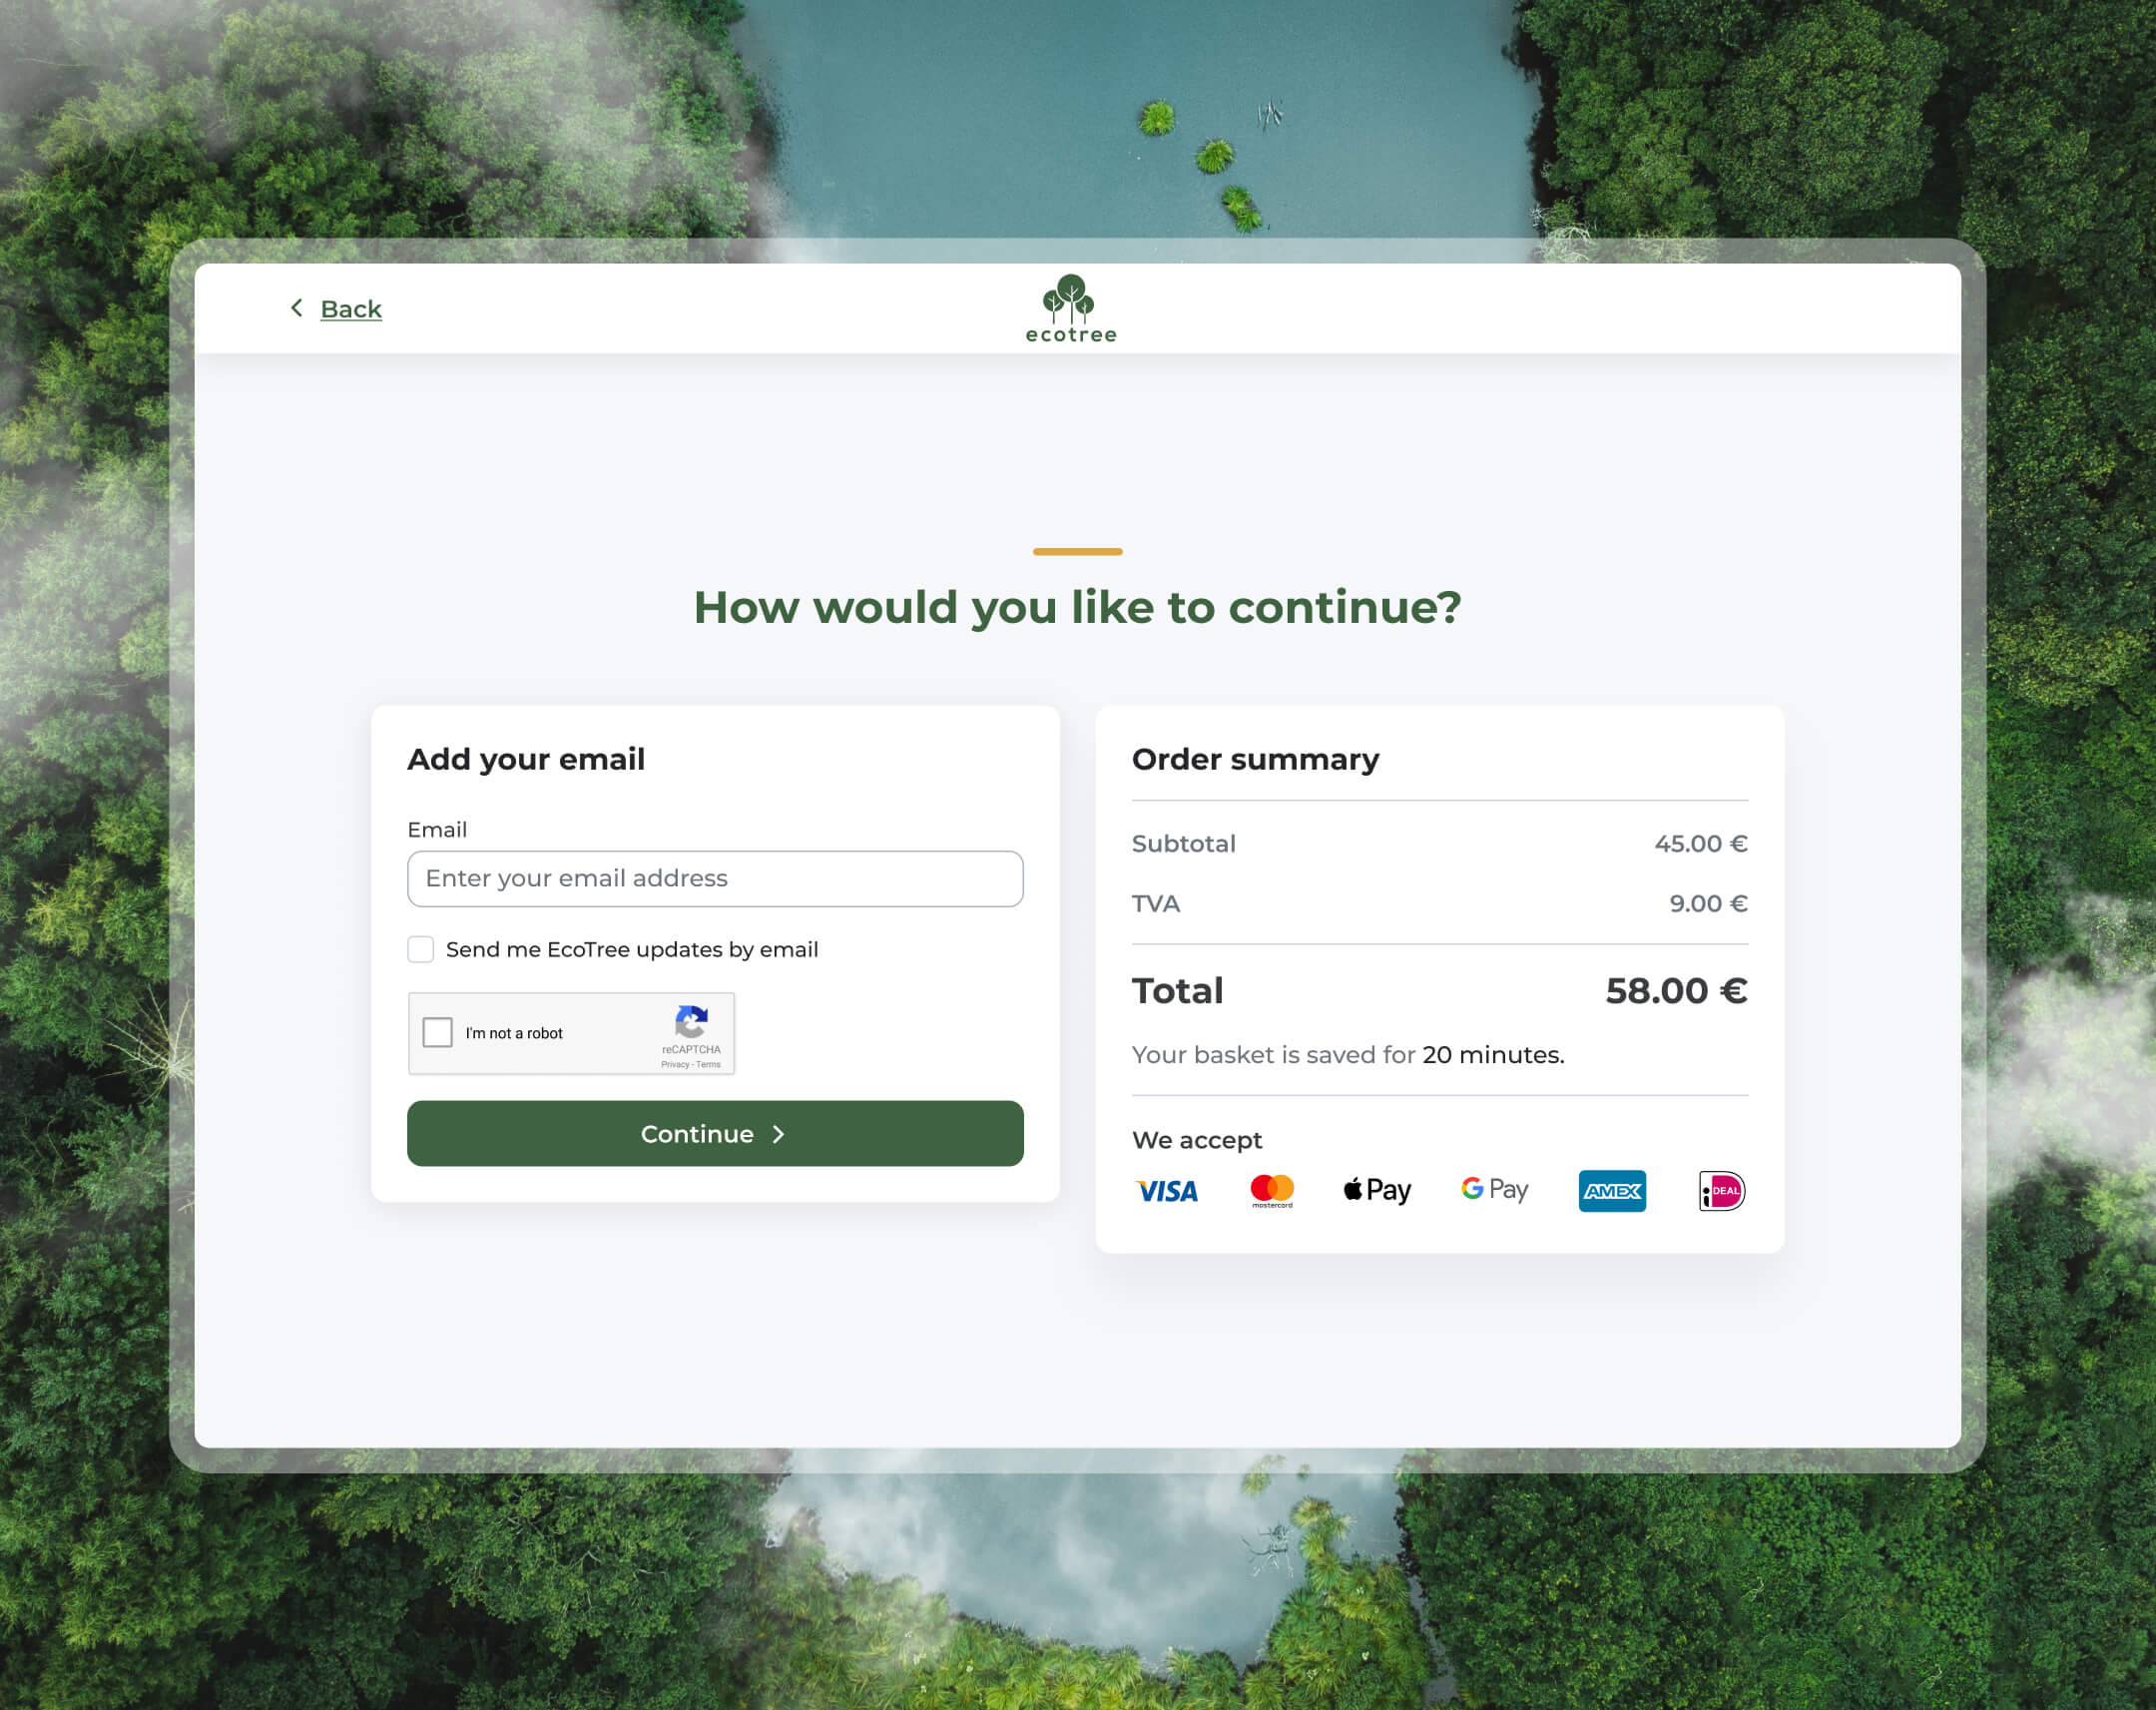 Back
ecotree
How would you like to continue?
Add your email
Email
Enter your email address
Send me EcoTree updates by email
I'm not a robot
reCAPTCHA
Privacy - Terms
Continue
Order summary
Subtotal 45.00 €
TVA 9.00 €
Total 58.00 €
Your basket is saved for 20 minutes.
We accept
VISA mastercard Pay G Pay AMEX iDEAL